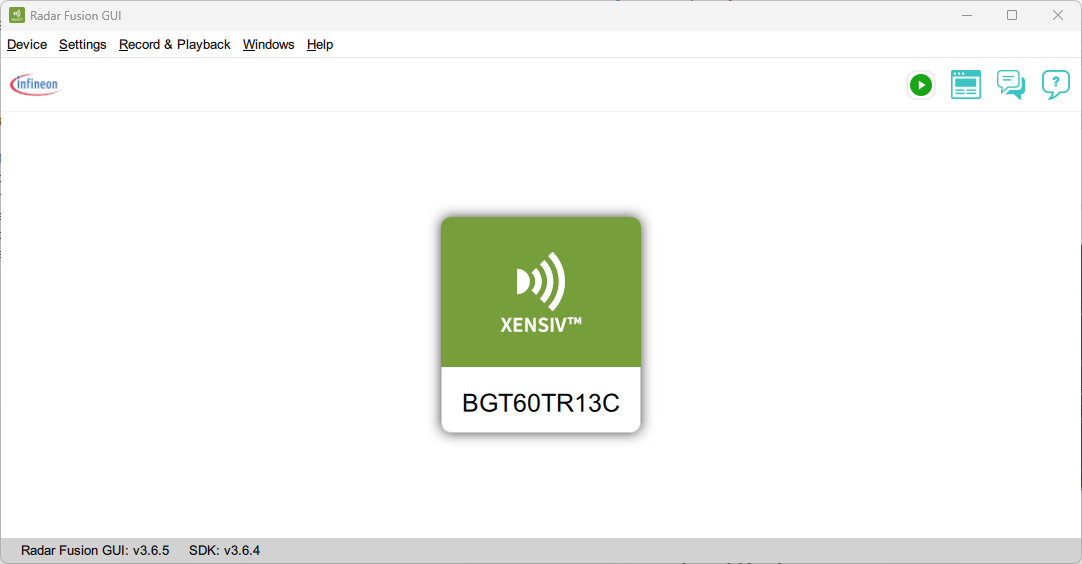 Radar Fusion GUI
Device Settings Record & Playback Windows Help
infineon
?
XENSIV™
BGT60TR13C
Radar Fusion GUI: v3.6.5 SDK: v3.6.4